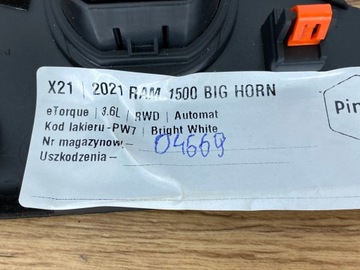 X21 | 2021 RAM 1500 BIG HORN
eTorque | 3.6L | RWD | Automat
Kod lakieru - PW7 | Bright White
Nr magazynow – 04669
Uszkodzenia –
Pin